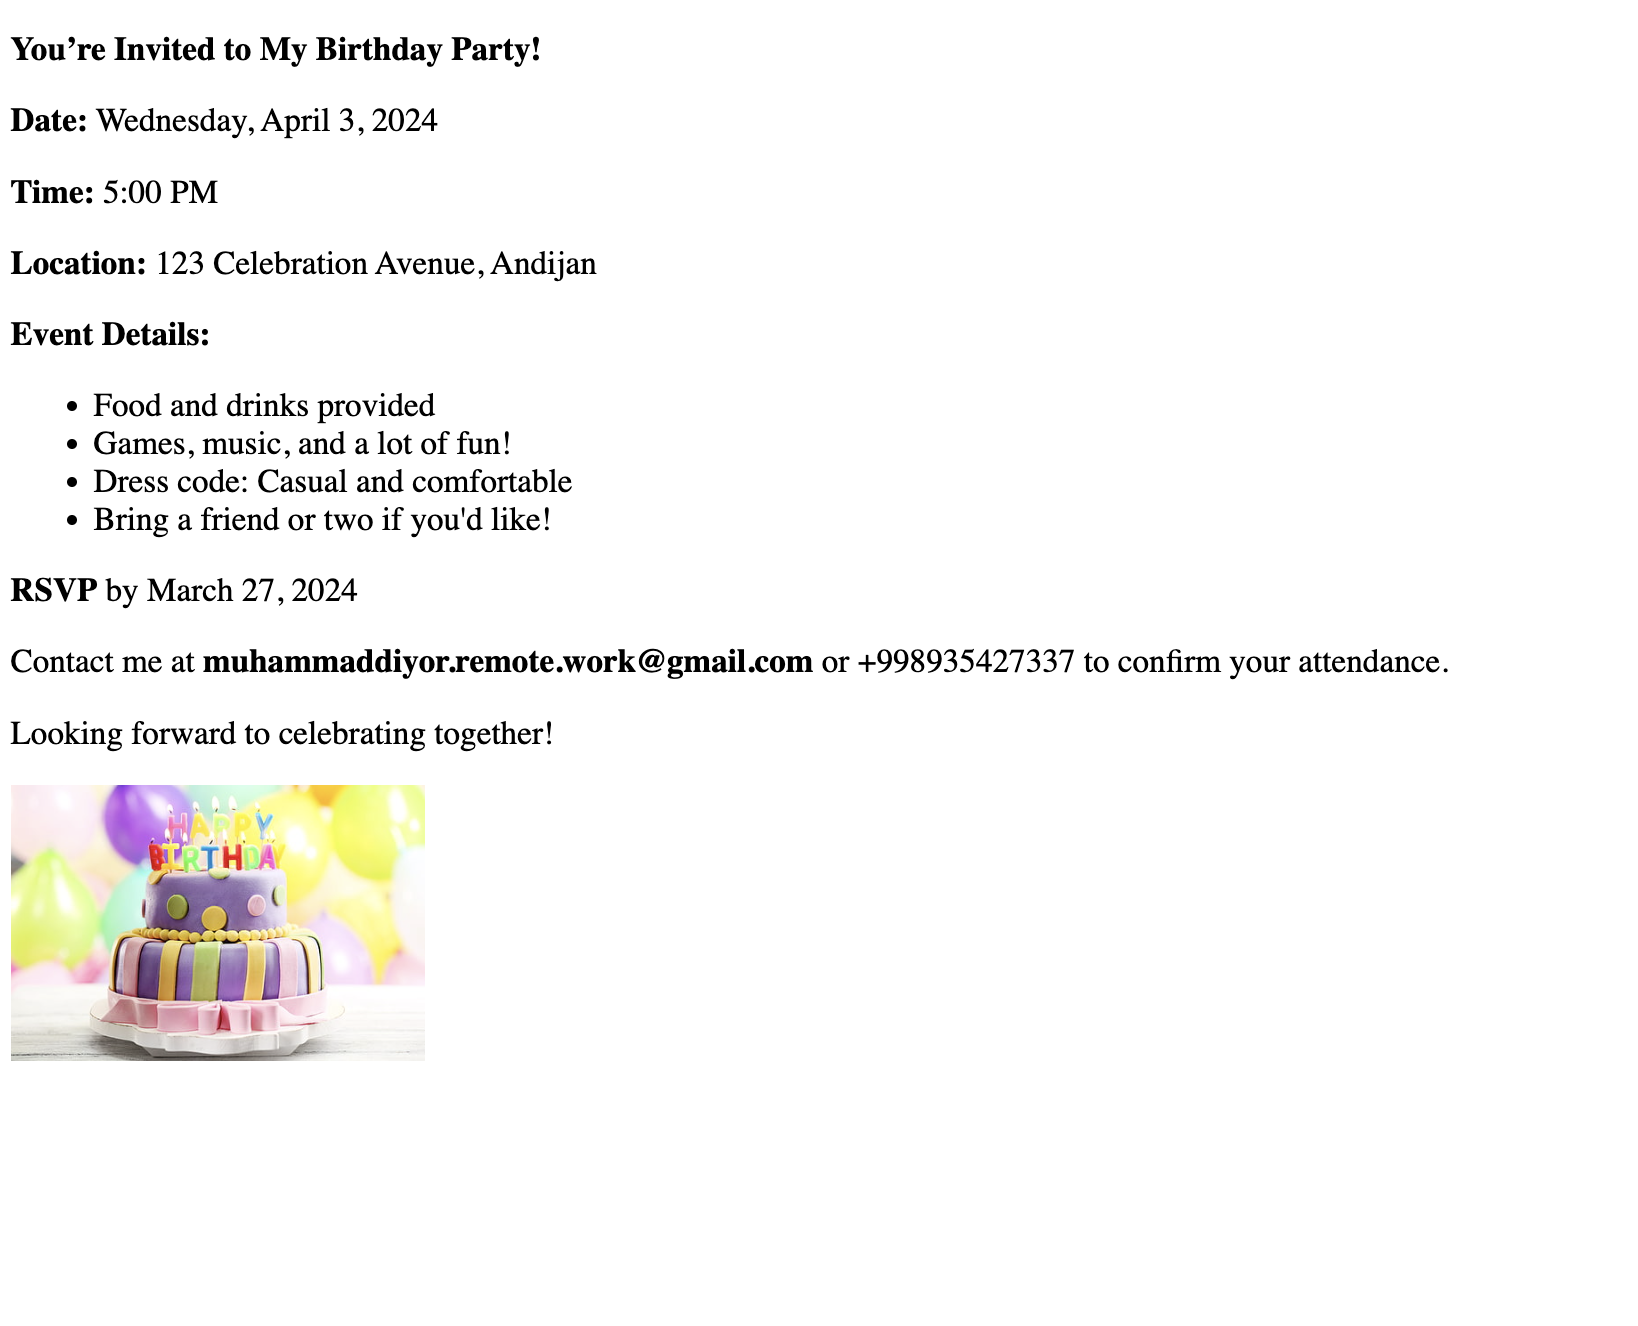 You’re Invited to My Birthday Party!
Date: Wednesday, April 3, 2024
Time: 5:00 PM
Location: 123 Celebration Avenue, Andijan
Event Details:
• Food and drinks provided
• Games, music, and a lot of fun!
• Dress code: Casual and comfortable
• Bring a friend or two if you'd like!
RSVP by March 27, 2024
Contact me at muhammaddiyor.remote.work@gmail.com or +998935427337 to confirm your attendance.
Looking forward to celebrating together!
HAPPY
BIRTHDAY